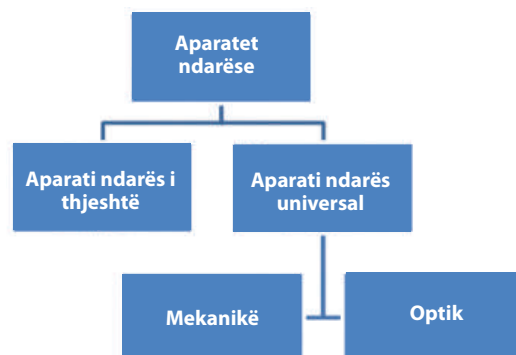 Aparatet
ndarëse
Aparati ndarës i
thjeshtë
Aparati ndarës
universal
Mekanikë
Optik